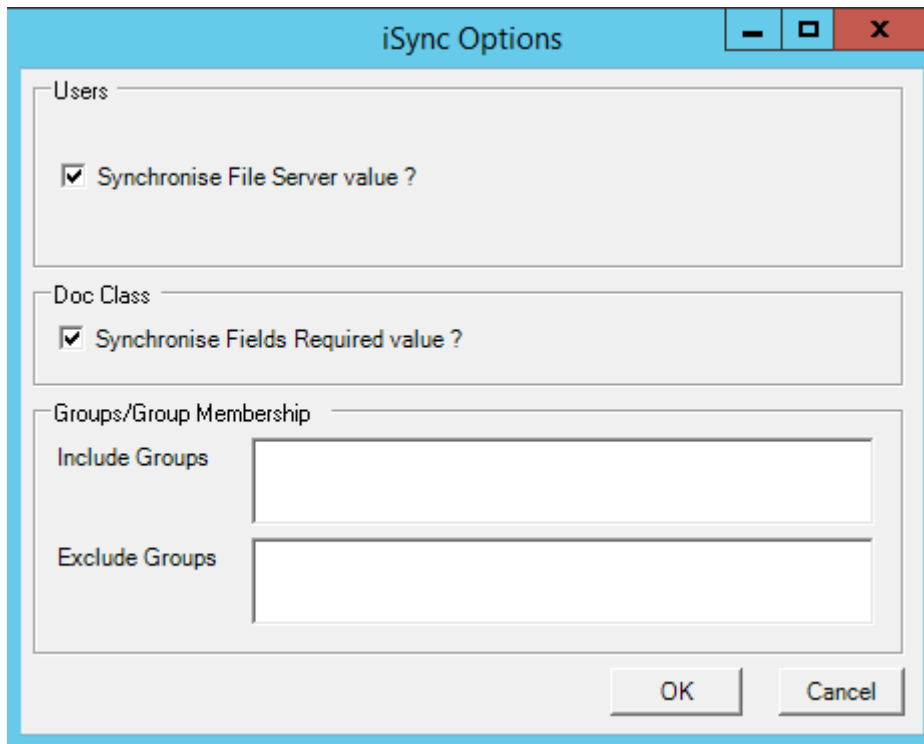 iSync Options
Users
Synchronise File Server value ?
Doc Class
Synchronise Fields Required value ?
Groups/Group Membership
Include Groups
Exclude Groups
OK Cancel